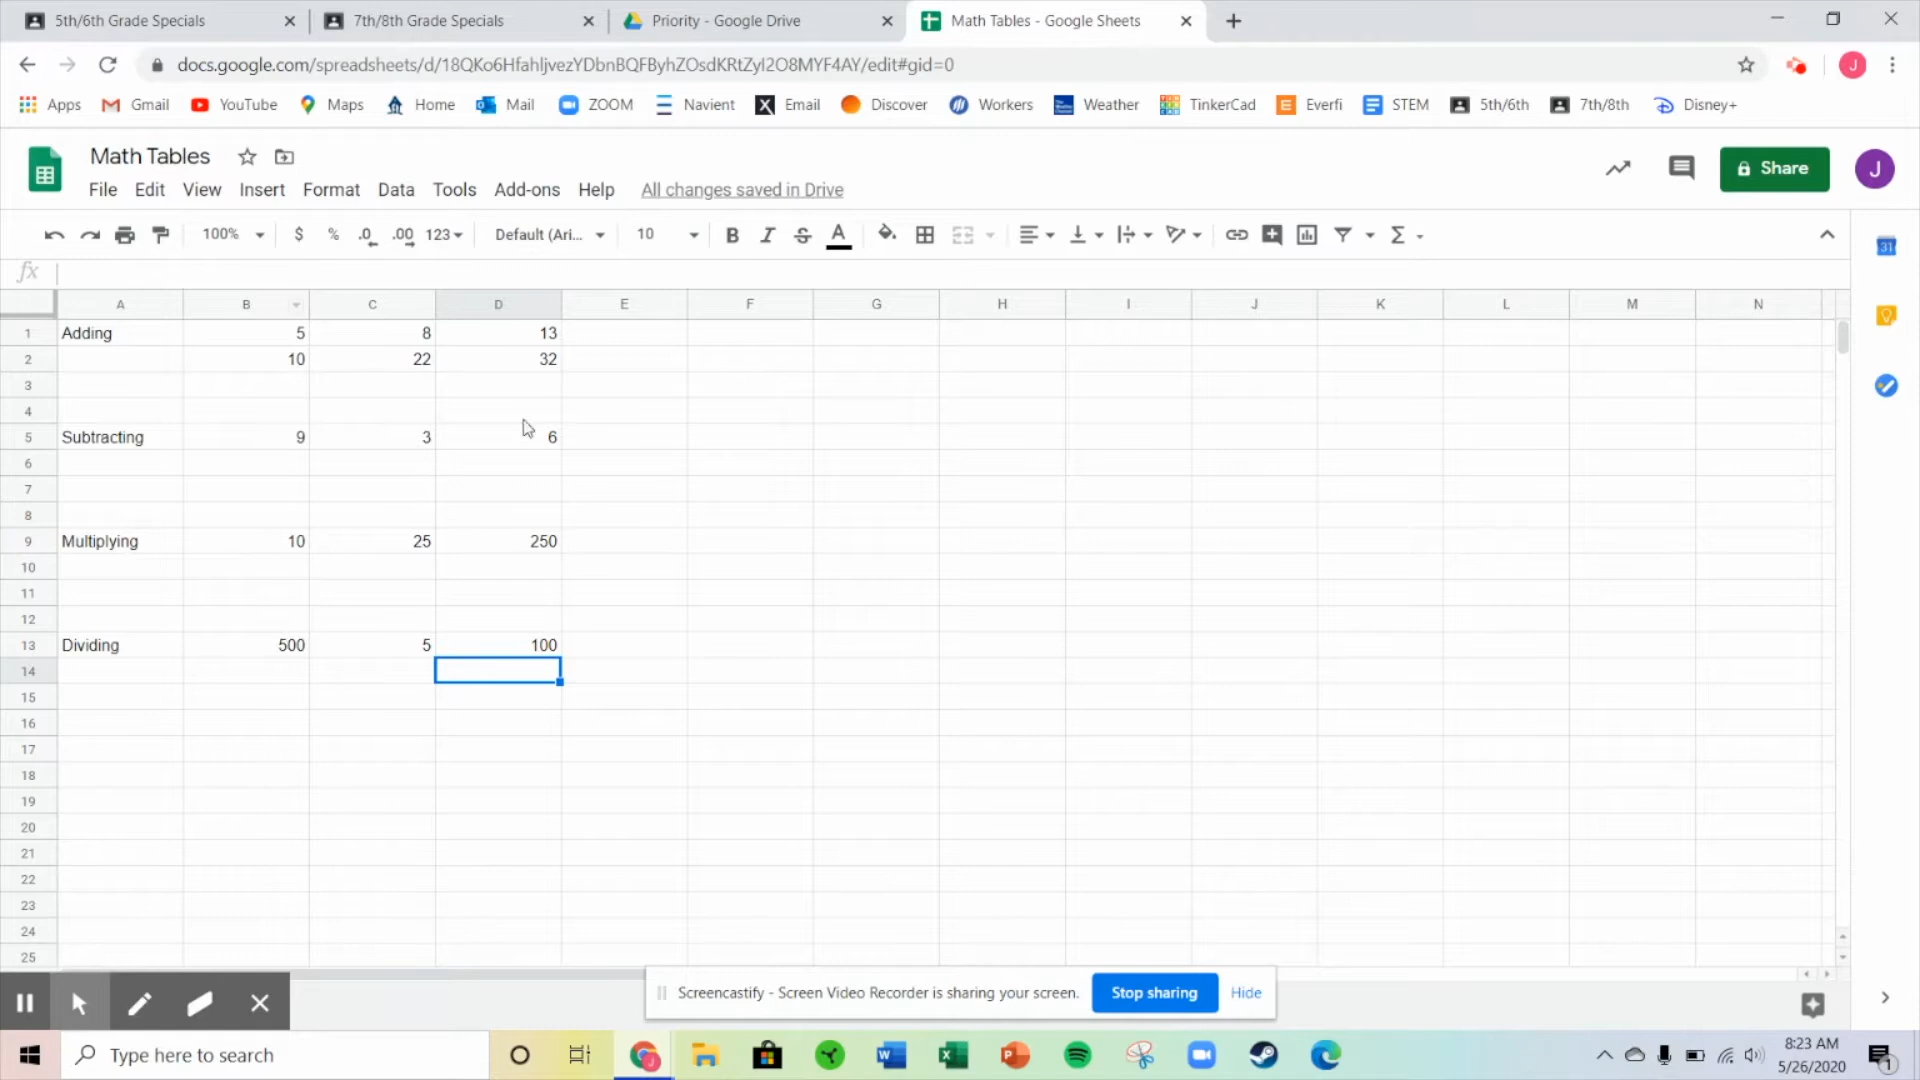 5th/6th Grade Specials
7th/8th Grade Specials
Priority - Google Drive
Math Tables - Google Sheets
docs.google.com/spreadsheets/d/18QKo6HfahljvezYDbnBQFByhZOsdKRtZyI2O8MYF4AY/edit#gid=0
J
Apps Gmail YouTube Maps Home Mail ZOOM Navient Email Discover Workers Weather TinkerCad Everfi STEM 5th/6th 7th/8th Disney+
Math Tables
File Edit View Insert Format Data Tools Add-ons Help All changes saved in Drive
Share
J
100% $ % .0 .00 123 Default (Ari... 10 B I S A
fx
31
A B C D E F G H I J K L M N
1 Adding 5 8 13
2 10 22 32
3
4
5 Subtracting 9 3 6
6
7
8
9 Multiplying 10 25 250
10
11
12
13 Dividing 500 5 100
14
15
16
17
18
19
20
21
22
23
24
25
Screencastify - Screen Video Recorder is sharing your screen. Stop sharing Hide
Type here to search
8:23 AM
5/26/2020
1